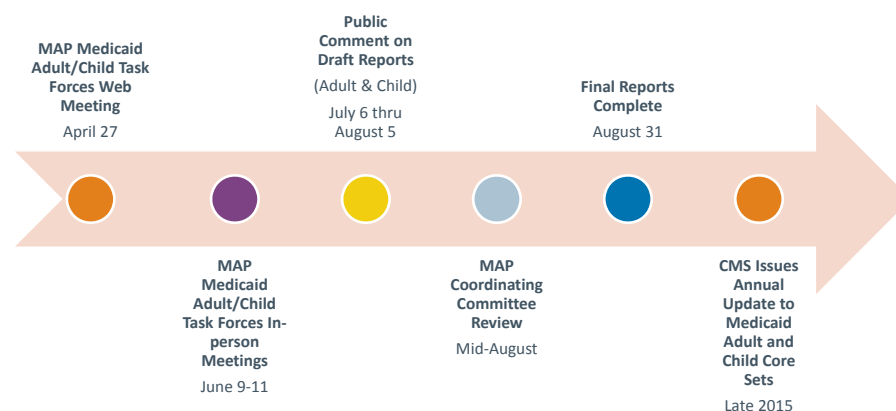 MAP Medicaid
Adult/Child Task
Forces Web
Meeting
April 27
MAP
Medicaid
Adult/Child
Task Forces In-
person
Meetings
June 9-11
Public
Comment on
Draft Reports
(Adult & Child)
July 6 thru
August 5
MAP
Coordinating
Committee
Review
Mid-August
Final Reports
Complete
August 31
CMS Issues
Annual
Update to
Medicaid
Adult and
Child Core
Sets
Late 2015